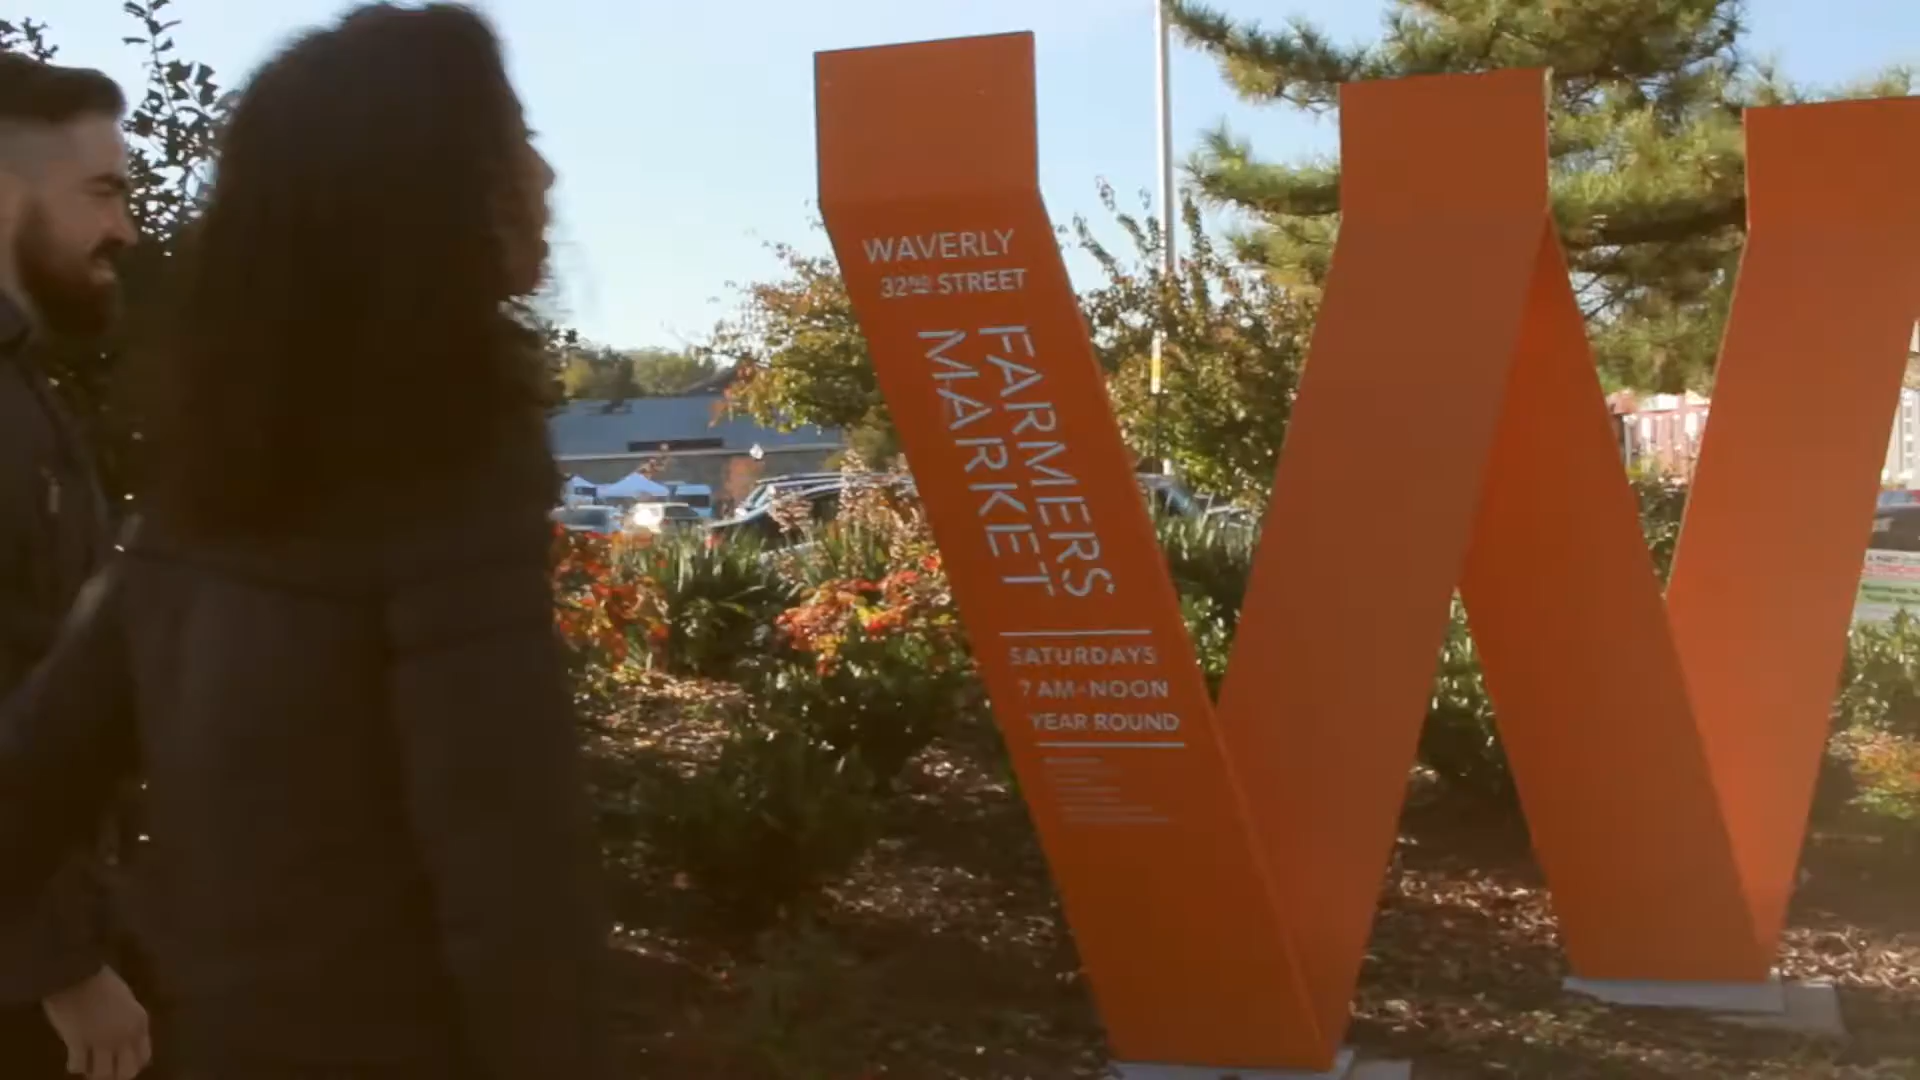 WAVERLY
32ND STREET
FARMERS
MARKET
SATURDAYS
7 AM-NOON
YEAR ROUND